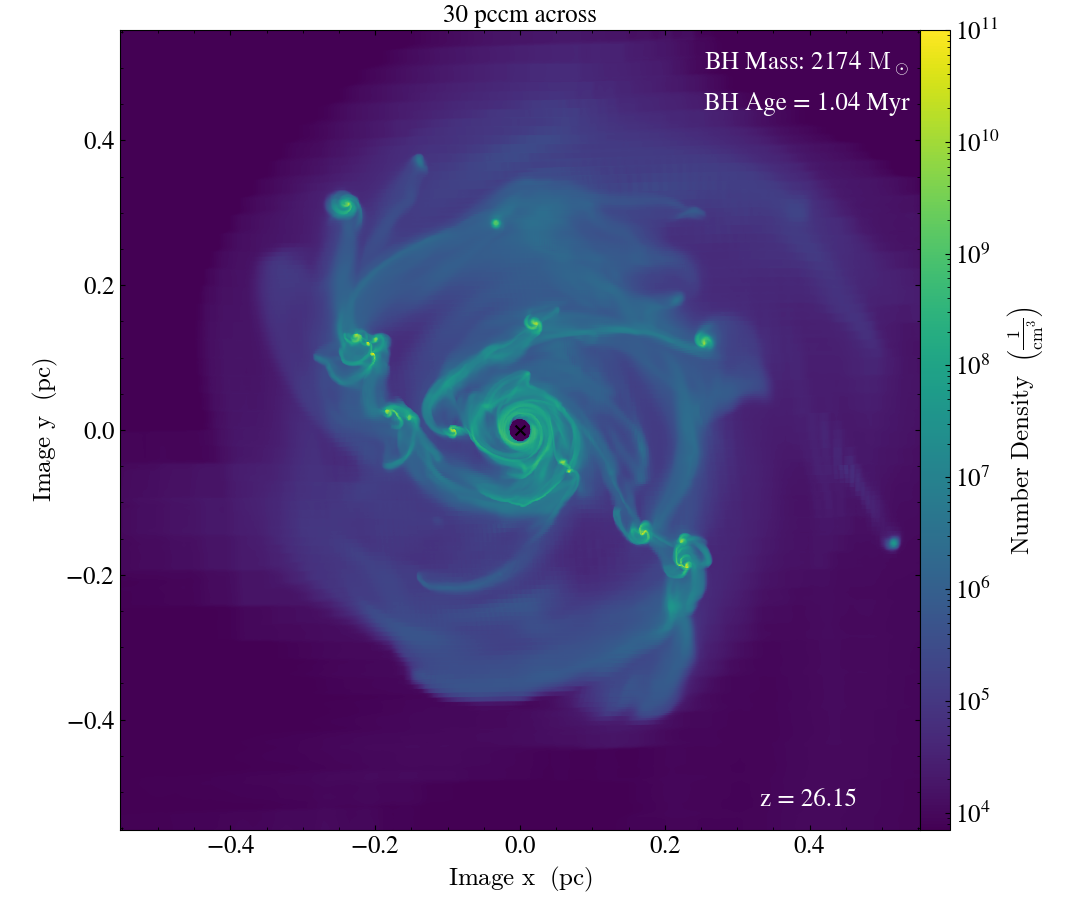 30 pccm across
BH Mass: 2174 M☉
BH Age = 1.04 Myr
z = 26.15
Image y (pc)
0.4
0.2
0.0
−0.2
−0.4
−0.4
−0.2
0.0
0.2
0.4
Image x (pc)
10¹¹
10¹⁰
10⁹
10⁸
10⁷
10⁶
10⁵
10⁴
Number Density (1/cm³)